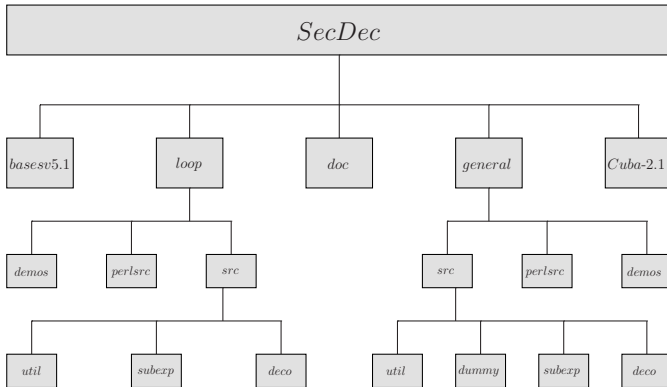 SecDec
basesv5.1 loop doc general Cuba-2.1
demos perlsrc src src perlsrc demos
util subexp deco util dummy subexp deco